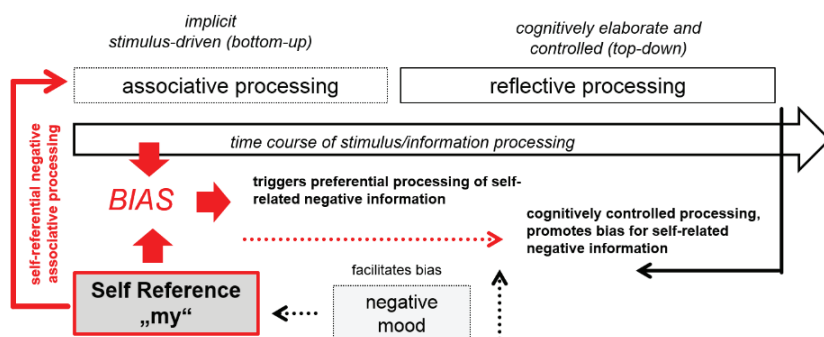 implicit
stimulus-driven (bottom-up)
cognitively elaborate and
controlled (top-down)
associative processing
reflective processing
time course of stimulus/information processing
self-referential negative
associative processing
BIAS
triggers preferential processing of self-
related negative information
cognitively controlled processing,
promotes bias for self-related
negative information
facilitates bias
Self Reference
„my“
negative
mood